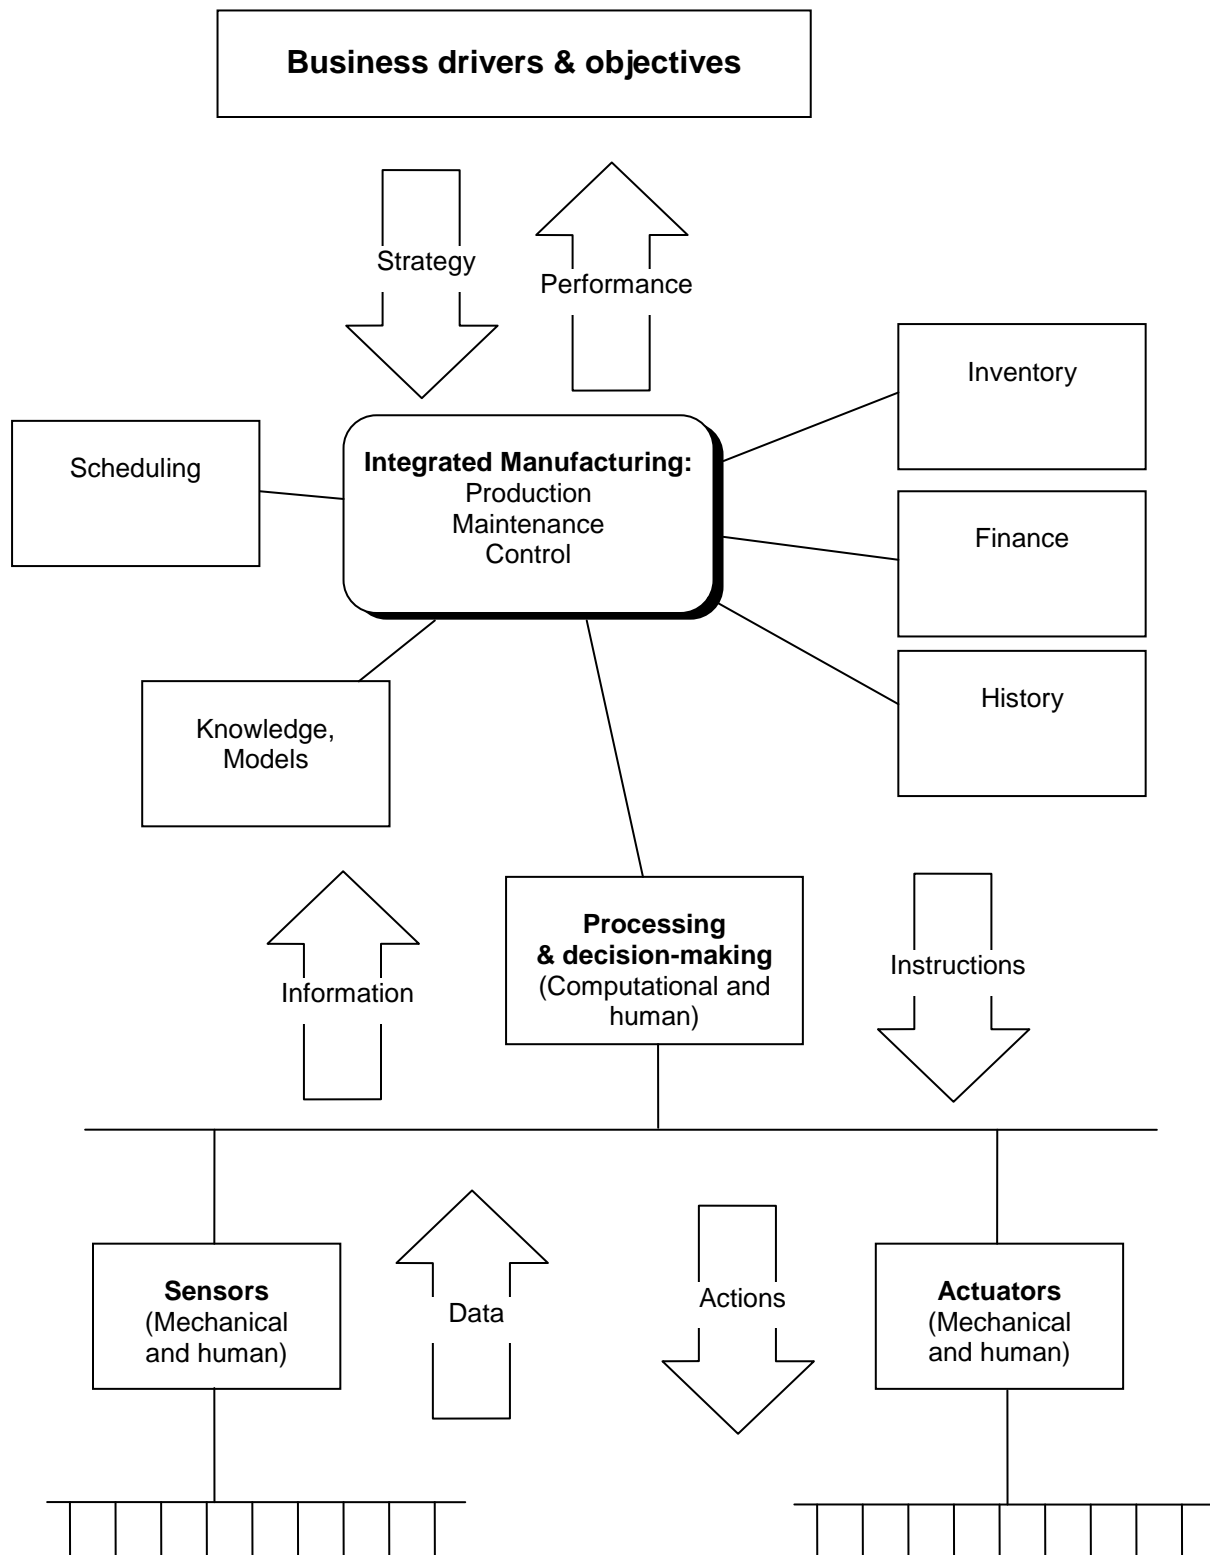 Business drivers & objectives
Strategy
Performance
Inventory
Scheduling
Integrated Manufacturing:
Production
Maintenance
Control
Finance
History
Knowledge,
Models
Processing
& decision-making
(Computational and
human)
Information
Instructions
Sensors
(Mechanical
and human)
Data
Actions
Actuators
(Mechanical
and human)